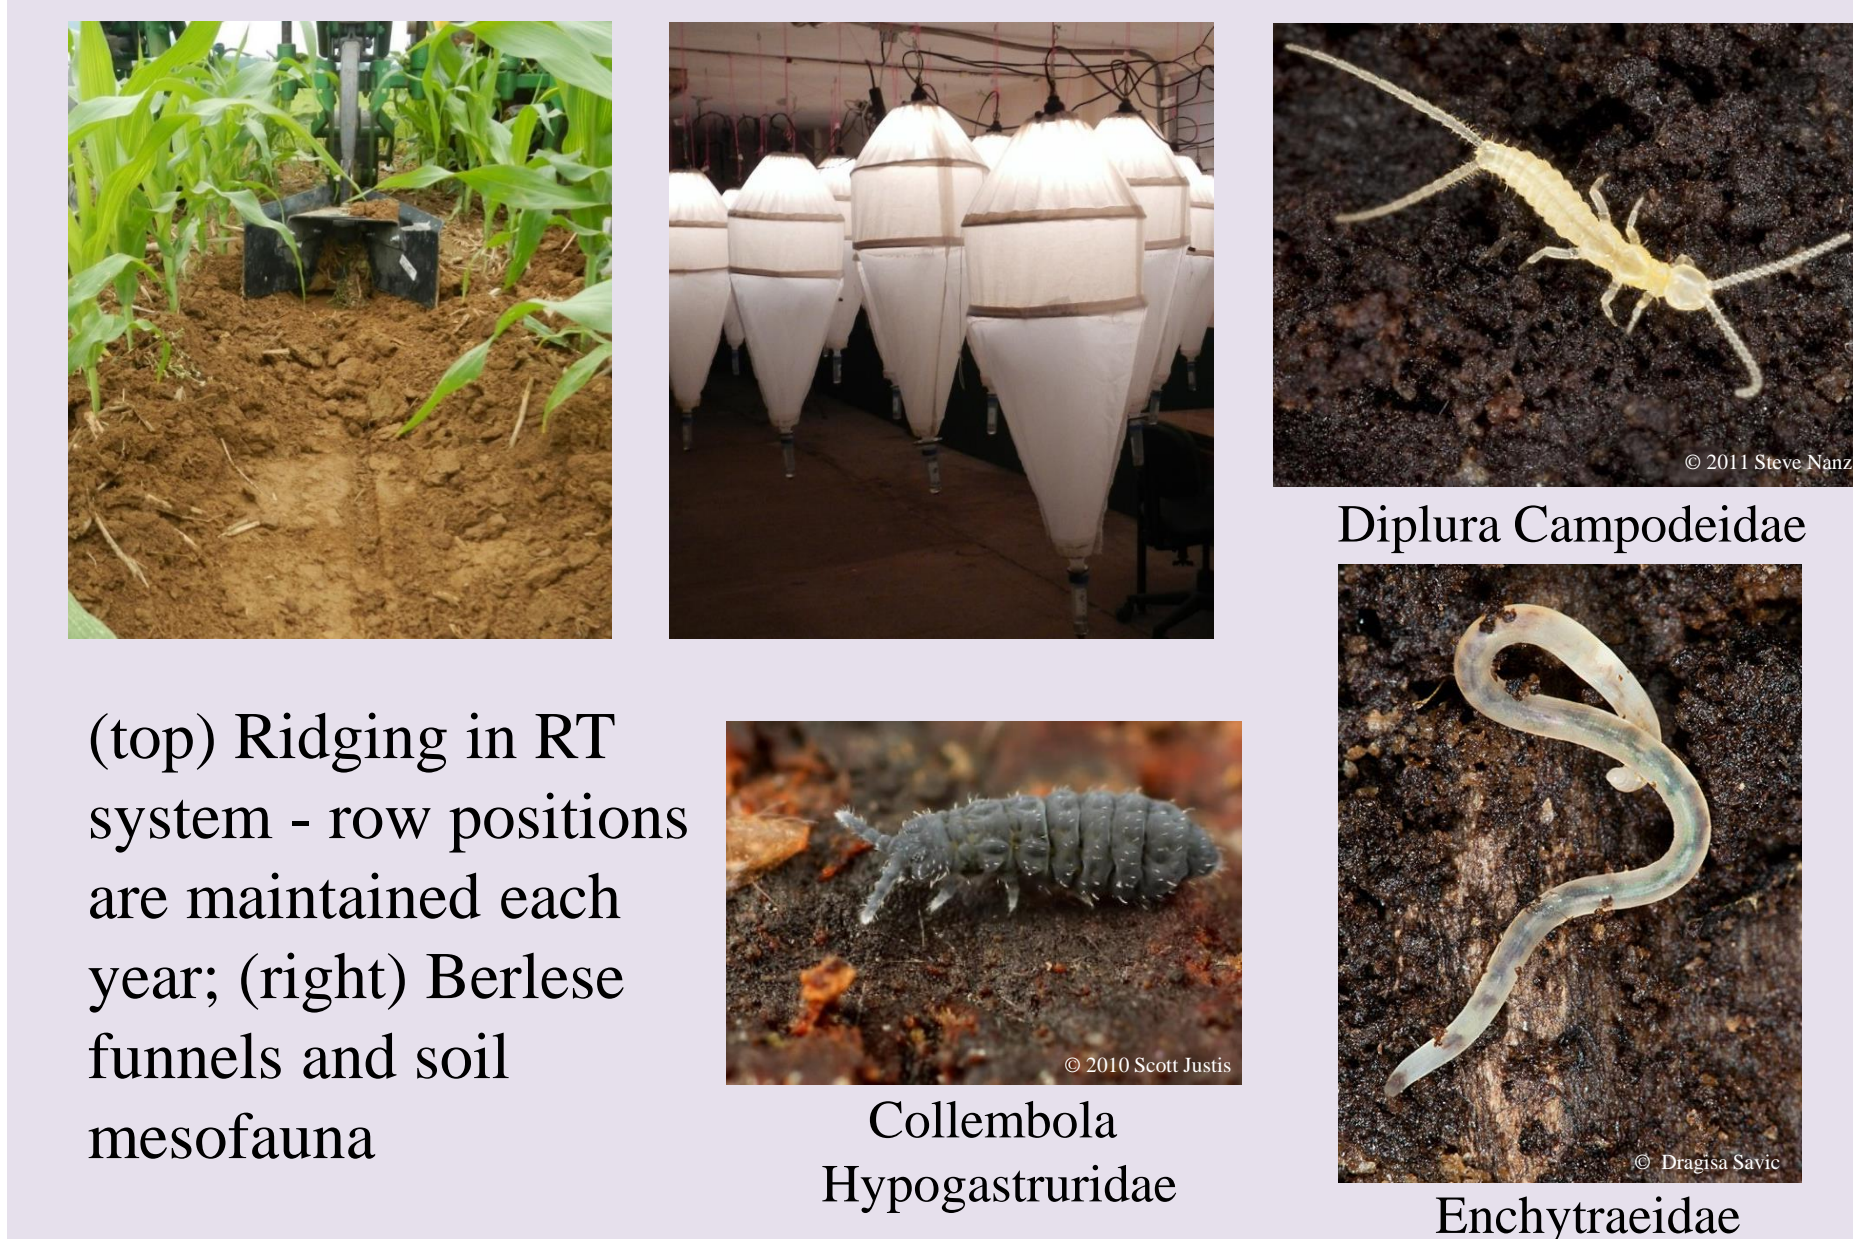 © 2011 Steve Nanz
Diplura Campodeidae
(top) Ridging in RT
system - row positions
are maintained each
year; (right) Berlese
funnels and soil
mesofauna
© 2010 Scott Justis
Collembola
Hypogastruridae
© Dragisa Savic
Enchytraeidae